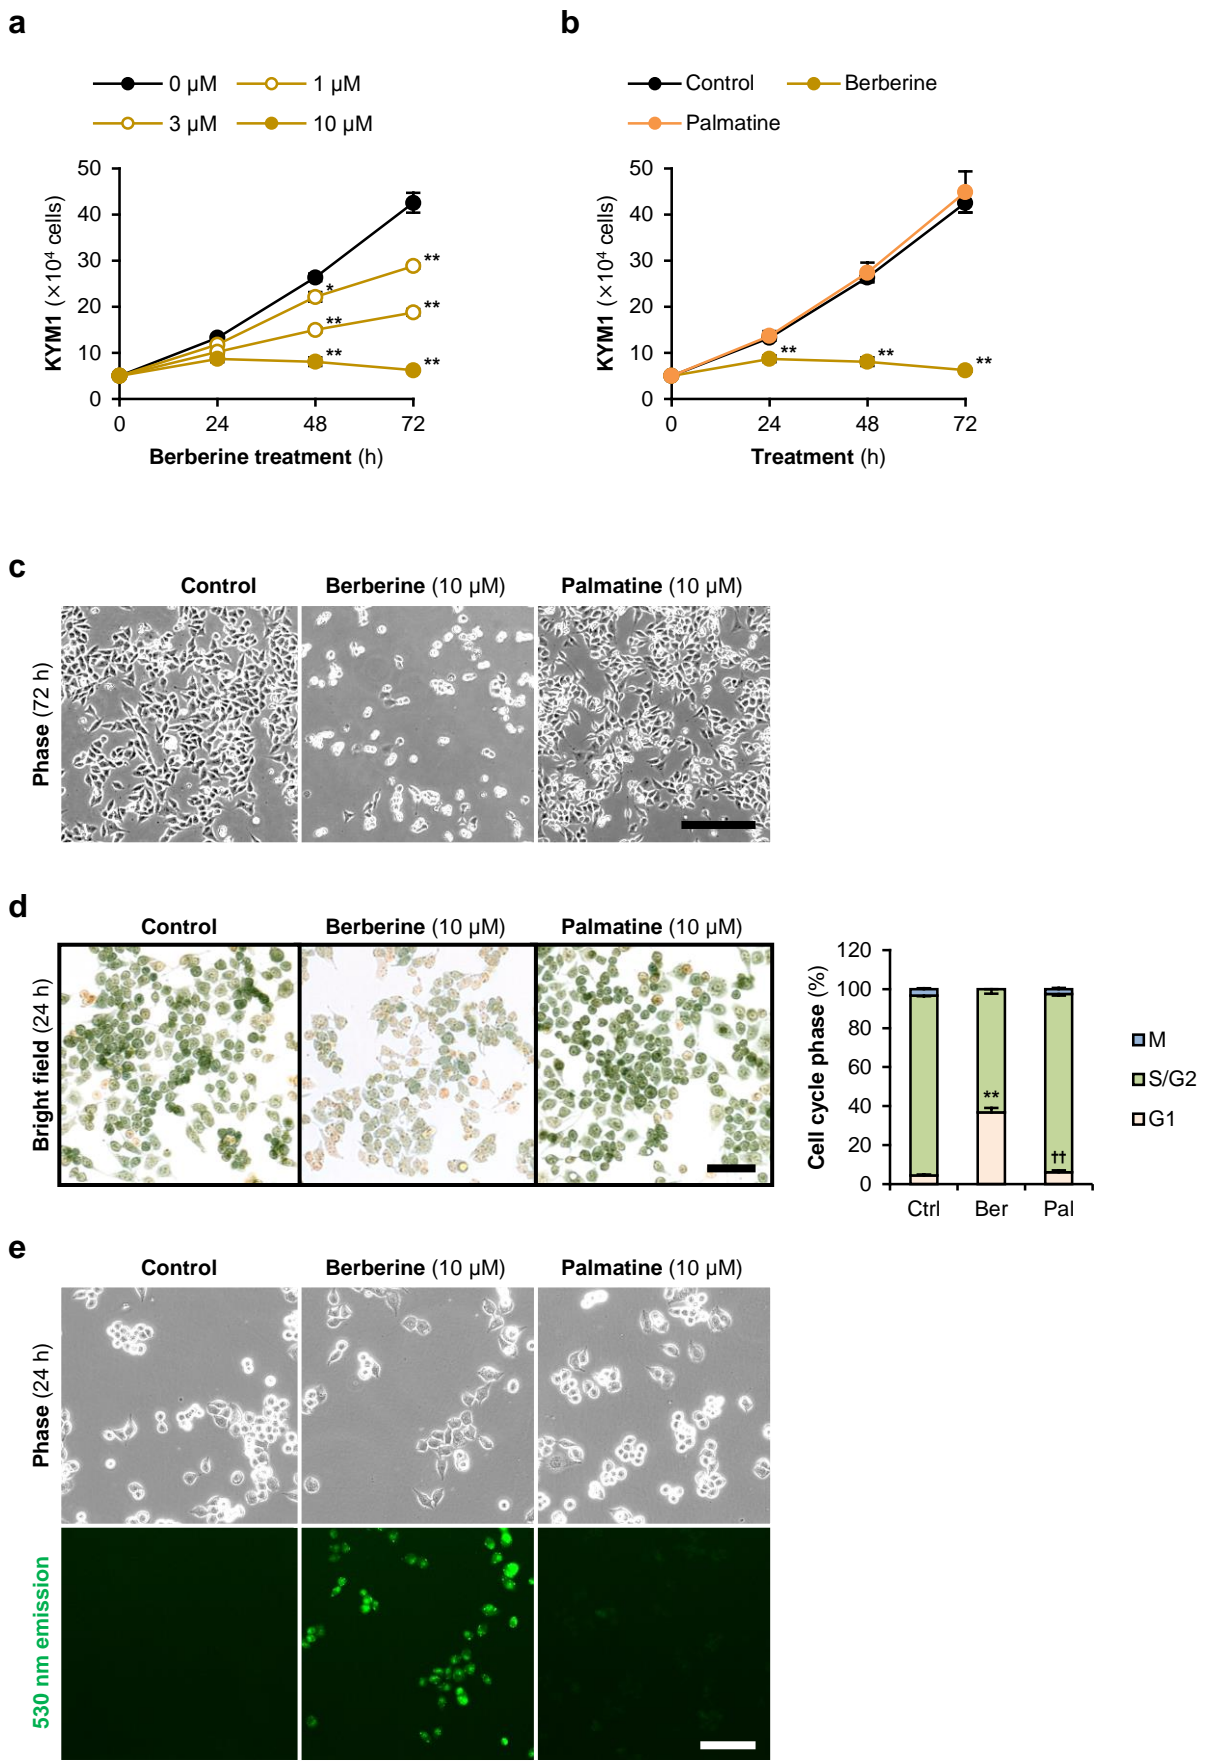 a
0 µM
1 µM
3 µM
10 µM
50
40
30
20
10
0
KYM1 (×10⁴ cells)
*
**
**
**
**
**
0
24
48
72
Berberine treatment (h)
b
Control
Berberine
Palmatine
50
40
30
20
10
0
KYM1 (×10⁴ cells)
**
**
**
0
24
48
72
Treatment (h)
c
Control
Berberine (10 µM)
Palmatine (10 µM)
Phase (72 h)
d
Control
Berberine (10 µM)
Palmatine (10 µM)
Bright field (24 h)
120
100
80
60
40
20
0
Cell cycle phase (%)
**
††
Ctrl
Ber
Pal
M
S/G2
G1
e
Control
Berberine (10 µM)
Palmatine (10 µM)
Phase (24 h)
530 nm emission